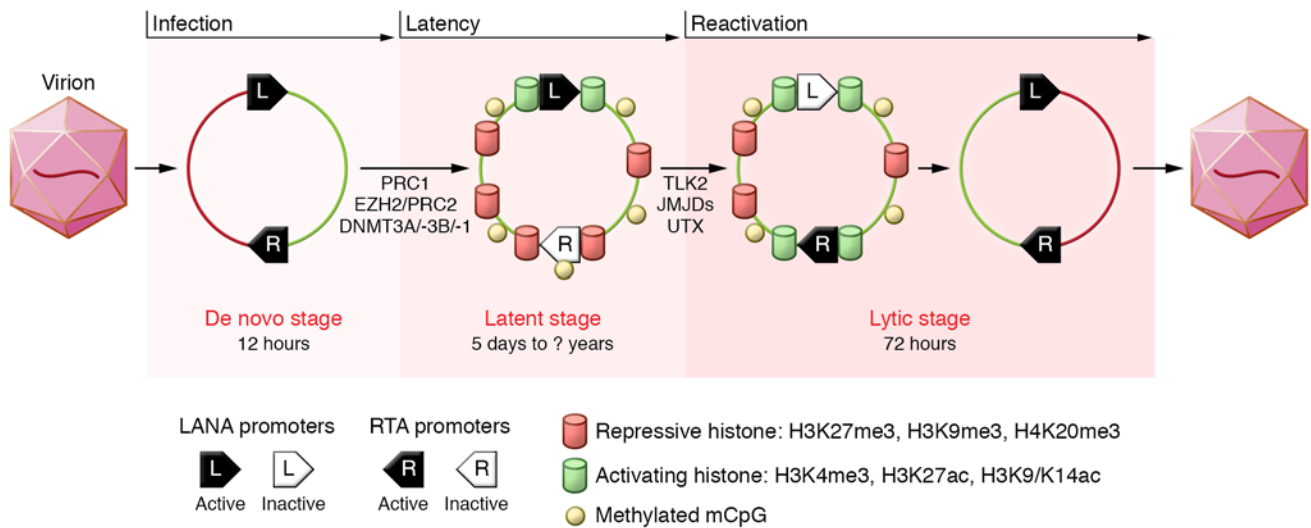 Infection
Latency
Reactivation
Virion
L
L
L
L
PRC1
EZH2/PRC2
DNMT3A/-3B/-1
TLK2
JMJDs
UTX
R
R
R
R
De novo stage
12 hours
Latent stage
5 days to ? years
Lytic stage
72 hours
LANA promoters
L
L
Active
Inactive
RTA promoters
R
R
Active
Inactive
Repressive histone: H3K27me3, H3K9me3, H4K20me3
Activating histone: H3K4me3, H3K27ac, H3K9/K14ac
Methylated mCpG